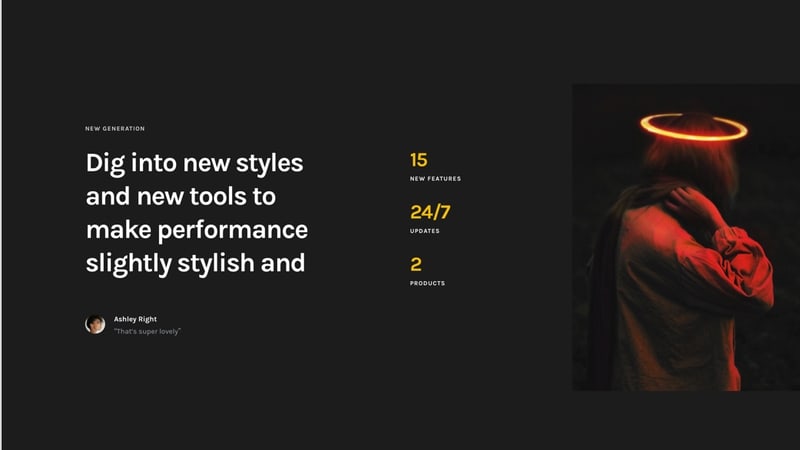 NEW GENERATION
Dig into new styles
and new tools to
make performance
slightly stylish and
Ashley Right
"That's super lovely"
15
NEW FEATURES
24/7
UPDATES
2
PRODUCTS